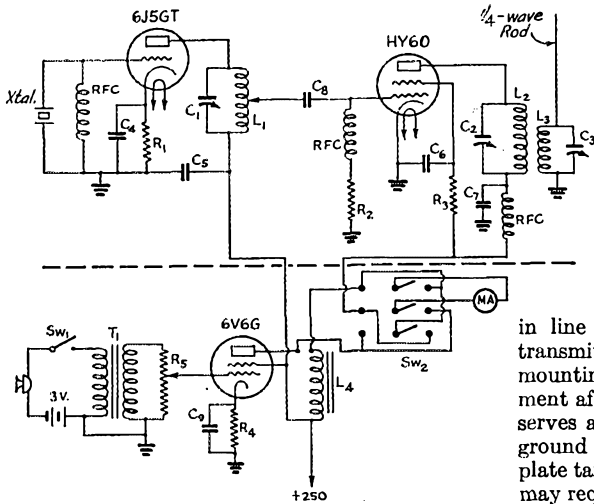 6J5GT
HY60
¼-wave
Rod
Xtal.
RFC
C4
R1
C1
L1
C5
C8
RFC
R2
C6
R3
C2
L2
L3
C3
C7
RFC
Sw1
T1
3V.
R5
6V6G
C9
R4
L4
MA
Sw2
+250
in line
transmit
mountin
ment af
serves a
ground
plate ta
may req